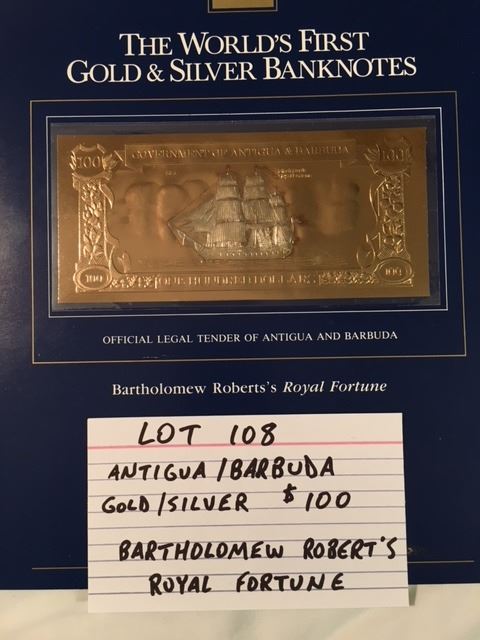 THE WORLD'S FIRST
GOLD & SILVER BANKNOTES
100 GOVERNMENT OF ANTIGUA & BARBUDA 100
100 ONE HUNDRED DOLLARS 100
OFFICIAL LEGAL TENDER OF ANTIGUA AND BARBUDA
Bartholomew Roberts's Royal Fortune
LOT 108
ANTIGUA/BARBUDA
GOLD/SILVER $100
BARTHOLOMEW ROBERT'S
ROYAL FORTUNE